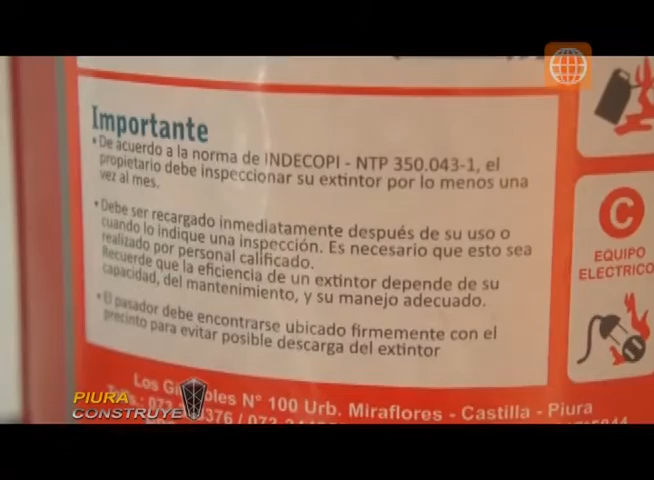 Importante
• De acuerdo a la norma de INDECOPI - NTP 350.043-1, el
propietario debe inspeccionar su extintor por lo menos una
vez al mes.
• Debe ser recargado inmediatamente después de su uso o
cuando lo indique una inspección. Es necesario que esto sea
realizado por personal calificado.
Recuerde que la eficiencia de un extintor depende de su
capacidad, del mantenimiento, y su manejo adecuado.
• El pasador debe encontrarse ubicado firmemente con el
precinto para evitar posible descarga del extintor
C
EQUIPO
ELECTRICO
Los N° 100 Urb. Miraflores - Castilla - Piura
PIURA
CONSTRUYE